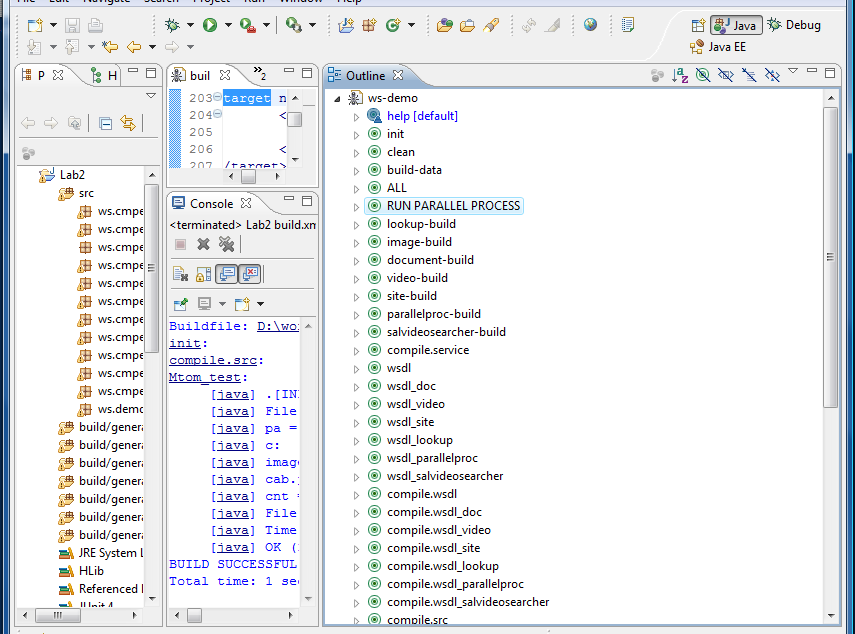 File Edit Navigate Search Project Run Window Help
Java
Debug
Java EE
P
H
Lab2
src
ws.cmpe
ws.cmpe
ws.cmpe
ws.cmpe
ws.cmpe
ws.cmpe
ws.cmpe
ws.cmpe
ws.cmpe
ws.cmpe
ws.cmpe
ws.demo
build/genera
build/genera
build/genera
build/genera
build/genera
build/genera
build/genera
JRE System L
HLib
Referenced
JUnit 4
buil
»2
203 target n
204 <
205
206 <
207 /target>
Console
<terminated> Lab2 build.xm
Buildfile: D:\wo
init:
compile.src:
Mtom_test:
[java] .[IN
[java] File
[java] pa =
[java] c:
[java] imag
[java] cab.
[java] cnt =
[java] File
[java] Time
[java] OK (
BUILD SUCCESSFUL
Total time: 1 sec
Outline
ws-demo
help [default]
init
clean
build-data
ALL
RUN PARALLEL PROCESS
lookup-build
image-build
document-build
video-build
site-build
parallelproc-build
salvideosearcher-build
compile.service
wsdl
wsdl_doc
wsdl_video
wsdl_site
wsdl_lookup
wsdl_parallelproc
wsdl_salvideosearcher
compile.wsdl
compile.wsdl_doc
compile.wsdl_video
compile.wsdl_site
compile.wsdl_lookup
compile.wsdl_parallelproc
compile.wsdl_salvideosearcher
compile.src